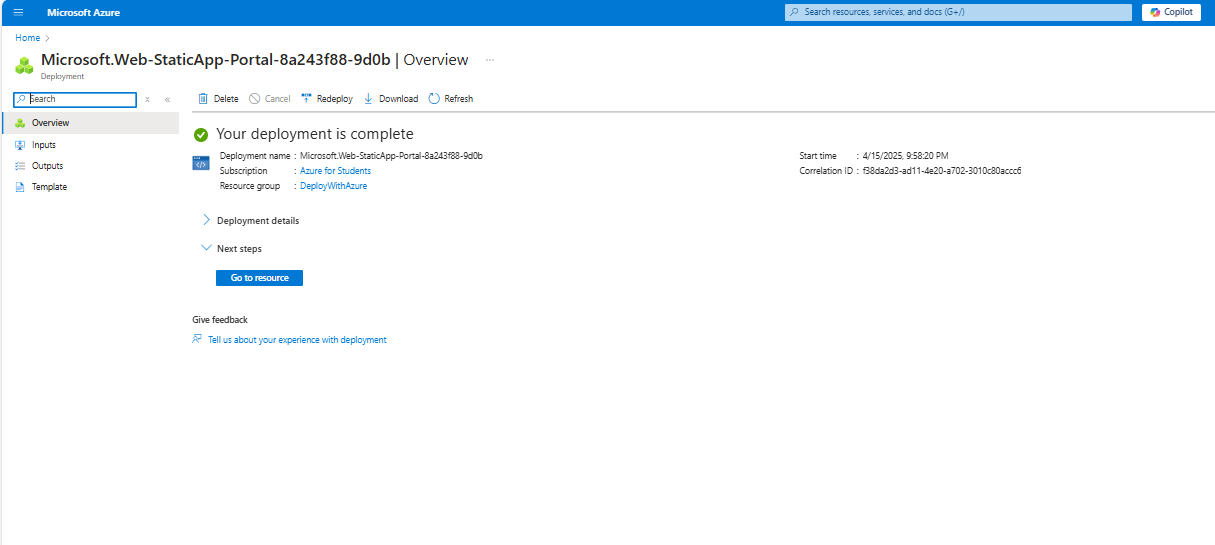 Microsoft Azure
Search resources, services, and docs (G+/)
Copilot
Home
Microsoft.Web-StaticApp-Portal-8a243f88-9d0b | Overview ...
Deployment
Search
Delete Cancel Redeploy Download Refresh
Overview
Inputs
Outputs
Template
Your deployment is complete
Deployment name : Microsoft.Web-StaticApp-Portal-8a243f88-9d0b
Subscription : Azure for Students
Resource group : DeployWithAzure
Start time : 4/15/2025, 9:58:20 PM
Correlation ID : f38da2d3-ad11-4e20-a702-3010c80accc6
Deployment details
Next steps
Go to resource
Give feedback
Tell us about your experience with deployment